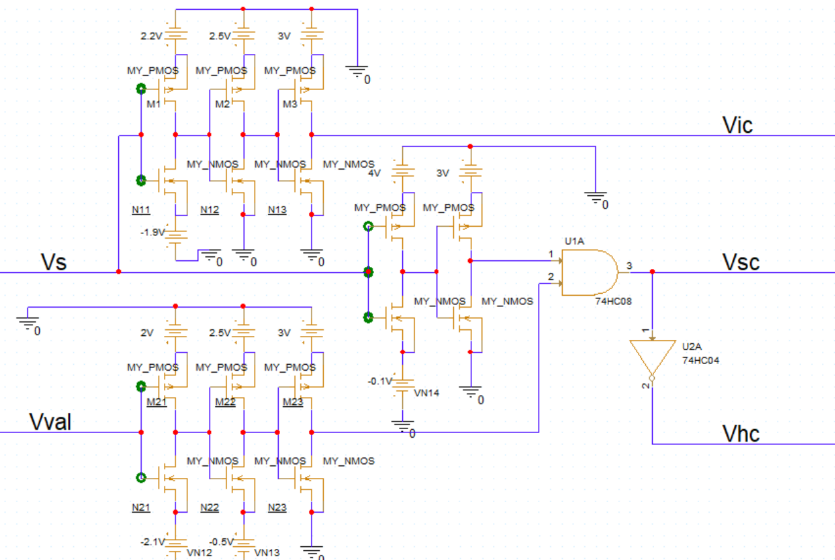 2.2V 2.5V 3V
0
MY_PMOS MY_PMOS MY_PMOS
M1 M2 M3
Vic
MY_NMOS MY_NMOS MY_NMOS
4V 3V
0
N11 N12 N13
MY_PMOS MY_PMOS
-1.9V
0 0 0
U1A
Vs
1
2
3
Vsc
74HC08
MY_NMOS MY_NMOS
0
2V 2.5V 3V
1
U2A
74HC04
2
MY_PMOS MY_PMOS MY_PMOS
-0.1V VN14
0
M21 M22 M23
Vval
0
Vhc
MY_NMOS MY_NMOS MY_NMOS
N21 N22 N23
-2.1V VN12 -0.5V VN13